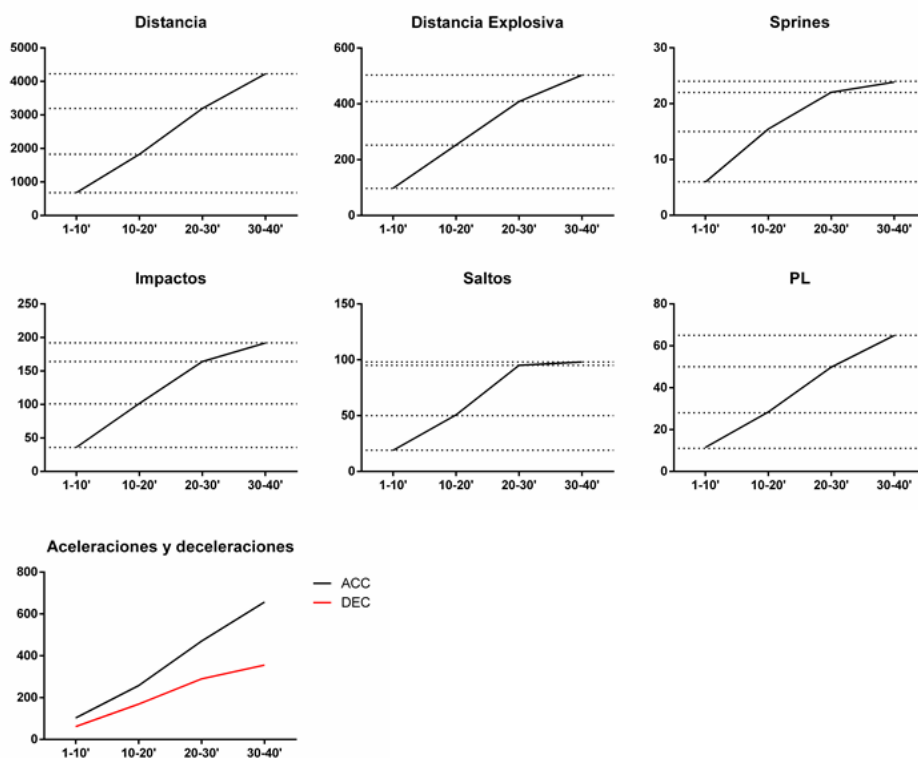 Distancia
5000
4000
3000
2000
1000
0
1-10' 10-20' 20-30' 30-40'
Distancia Explosiva
600
400
200
0
1-10' 10-20' 20-30' 30-40'
Sprines
30
20
10
0
1-10' 10-20' 20-30' 30-40'
Impactos
250
200
150
100
50
0
1-10' 10-20' 20-30' 30-40'
Saltos
150
100
50
0
1-10' 10-20' 20-30' 30-40'
PL
80
60
40
20
0
1-10' 10-20' 20-30' 30-40'
Aceleraciones y deceleraciones
800
600
400
200
0
1-10' 10-20' 20-30' 30-40'
ACC
DEC